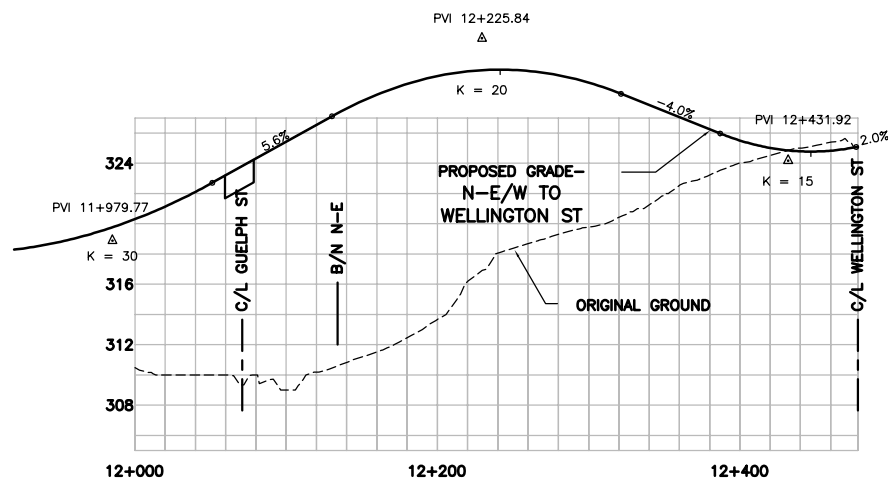 PVI 12+225.84
K = 20
-4.0%
PVI 12+431.92
2.0%
5.6%
324
PROPOSED GRADE-
N-E/W TO
WELLINGTON ST
K = 15
PVI 11+979.77
K = 30
C/L GUELPH ST
B/N N-E
C/L WELLINGTON ST
316
ORIGINAL GROUND
312
308
12+000
12+200
12+400